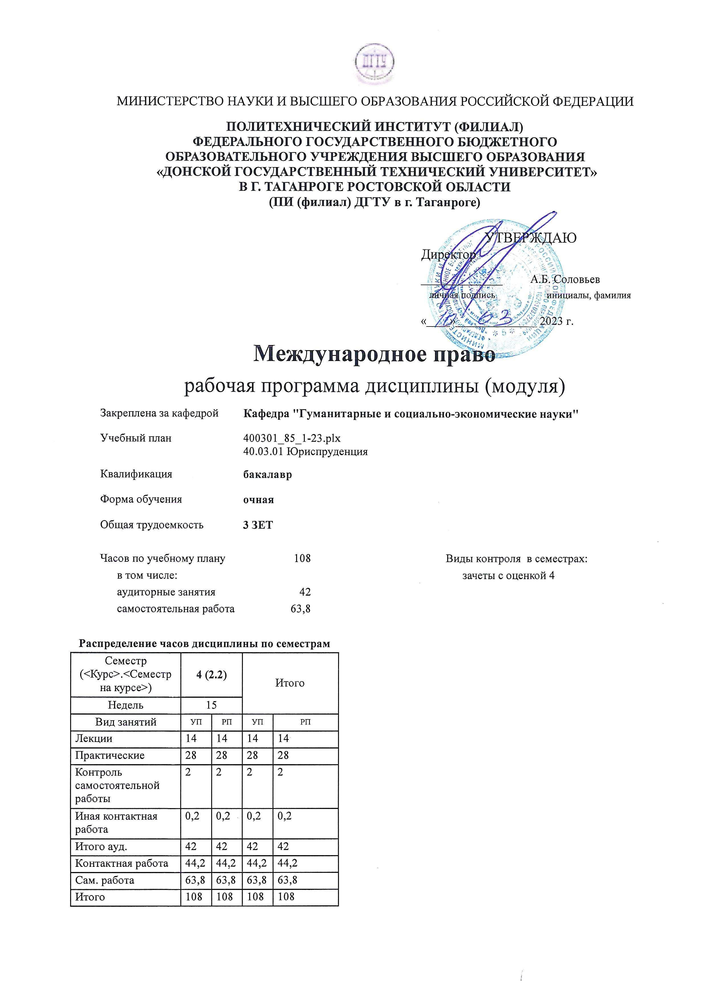 ДГТУ
МИНИСТЕРСТВО НАУКИ И ВЫСШЕГО ОБРАЗОВАНИЯ РОССИЙСКОЙ ФЕДЕРАЦИИ
ПОЛИТЕХНИЧЕСКИЙ ИНСТИТУТ (ФИЛИАЛ)
ФЕДЕРАЛЬНОГО ГОСУДАРСТВЕННОГО БЮДЖЕТНОГО
ОБРАЗОВАТЕЛЬНОГО УЧРЕЖДЕНИЯ ВЫСШЕГО ОБРАЗОВАНИЯ
«ДОНСКОЙ ГОСУДАРСТВЕННЫЙ ТЕХНИЧЕСКИЙ УНИВЕРСИТЕТ»
В Г. ТАГАНРОГЕ РОСТОВСКОЙ ОБЛАСТИ
(ПИ (филиал) ДГТУ в г. Таганроге)
УТВЕРЖДАЮ
Директор
А.Б. Соловьев
личная подпись инициалы, фамилия
«10» 03 2023 г.
Международное право
рабочая программа дисциплины (модуля)
Закреплена за кафедрой Кафедра "Гуманитарные и социально-экономические науки"
Учебный план 400301_85_1-23.plx
40.03.01 Юриспруденция
Квалификация бакалавр
Форма обучения очная
Общая трудоемкость 3 ЗЕТ
Часов по учебному плану 108 Виды контроля в семестрах:
в том числе: зачеты с оценкой 4
аудиторные занятия 42
самостоятельная работа 63,8
Распределение часов дисциплины по семестрам
Семестр
(<Курс>.<Семестр 4 (2.2) Итого
на курсе>)
Недель 15
Вид занятий УП РП УП РП
Лекции 14 14 14 14
Практические 28 28 28 28
Контроль 2 2 2 2
самостоятельной
работы
Иная контактная 0,2 0,2 0,2 0,2
работа
Итого ауд. 42 42 42 42
Контактная работа 44,2 44,2 44,2 44,2
Сам. работа 63,8 63,8 63,8 63,8
Итого 108 108 108 108